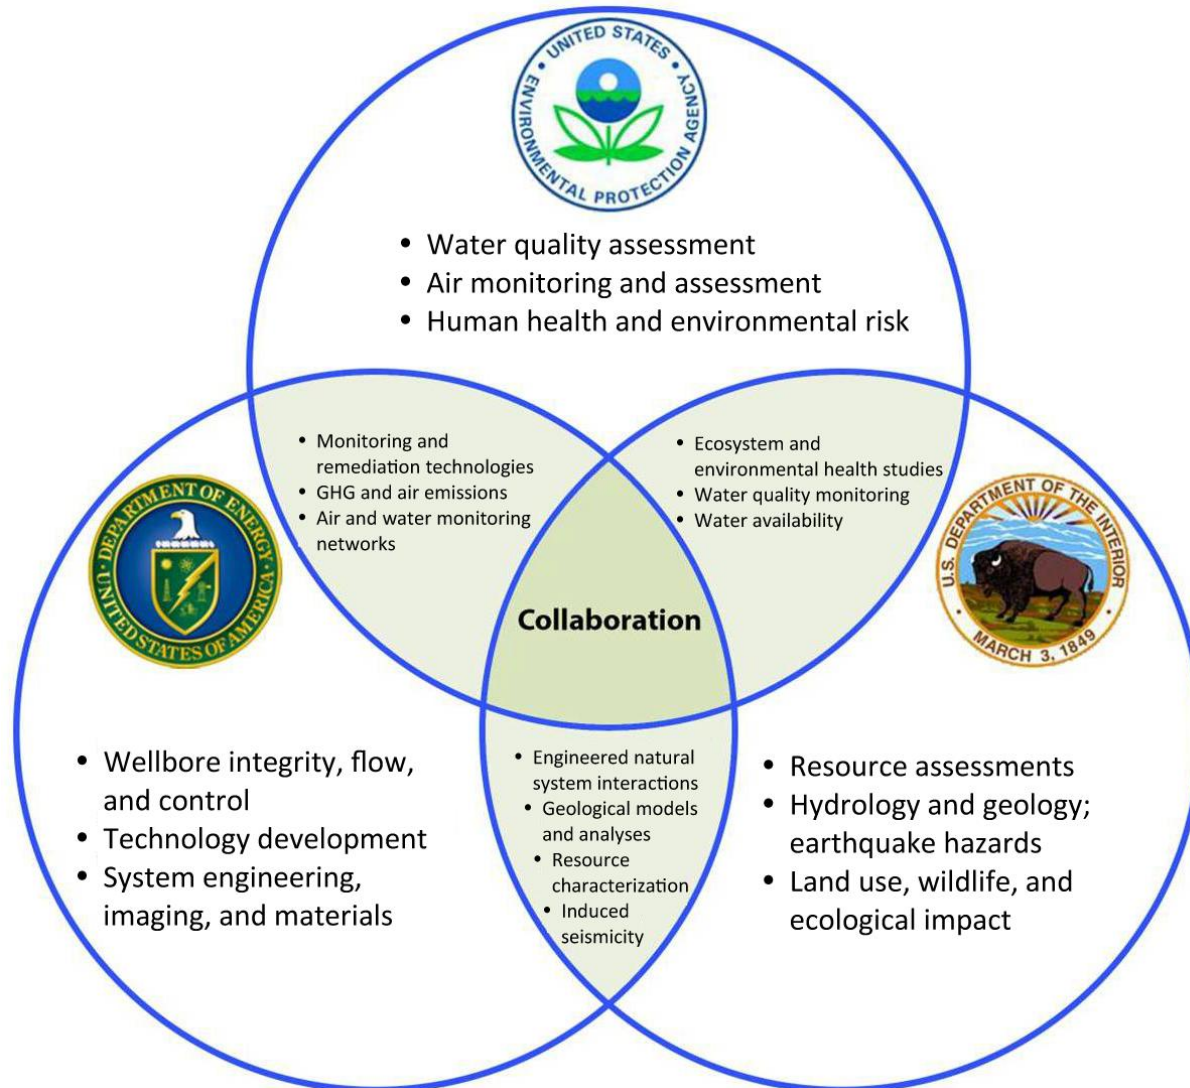 UNITED STATES
ENVIRONMENTAL PROTECTION AGENCY
• Water quality assessment
• Air monitoring and assessment
• Human health and environmental risk
• Monitoring and
remediation technologies
• GHG and air emissions
• Air and water monitoring
networks
• Ecosystem and
environmental health studies
• Water quality monitoring
• Water availability
DEPARTMENT OF ENERGY
UNITED STATES OF AMERICA
U.S. DEPARTMENT OF THE INTERIOR
MARCH 3, 1849
Collaboration
• Wellbore integrity, flow,
and control
• Technology development
• System engineering,
imaging, and materials
• Engineered natural
system interactions
• Geological models
and analyses
• Resource
characterization
• Induced
seismicity
• Resource assessments
• Hydrology and geology;
earthquake hazards
• Land use, wildlife, and
ecological impact